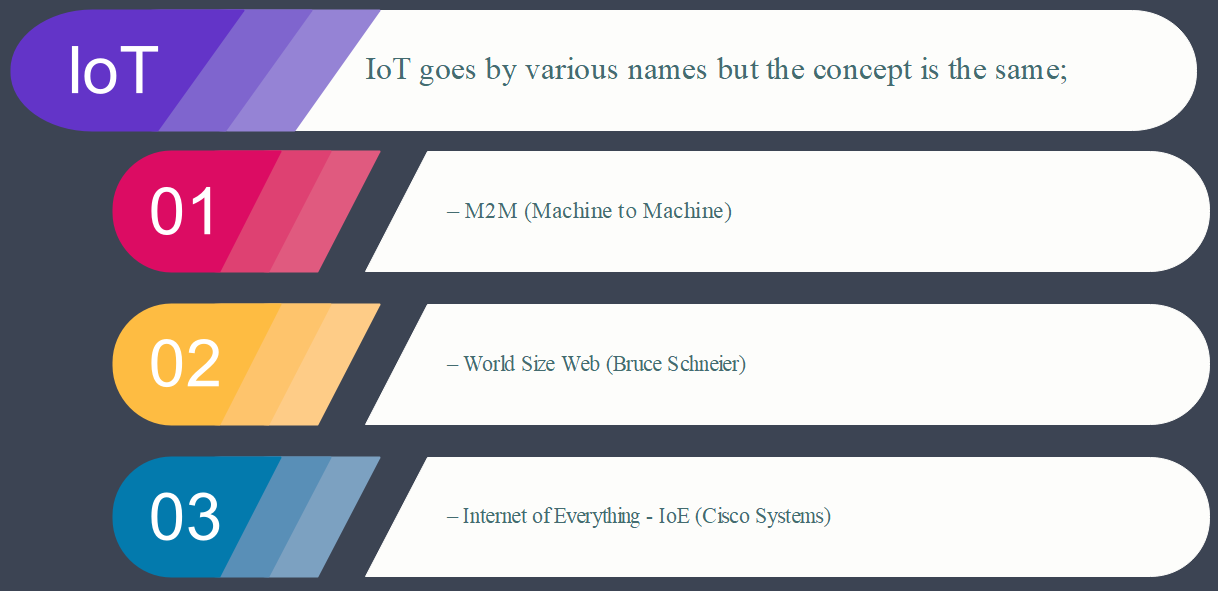 IoT
IoT goes by various names but the concept is the same;
01
– M2M (Machine to Machine)
02
– World Size Web (Bruce Schneier)
03
– Internet of Everything - IoE (Cisco Systems)